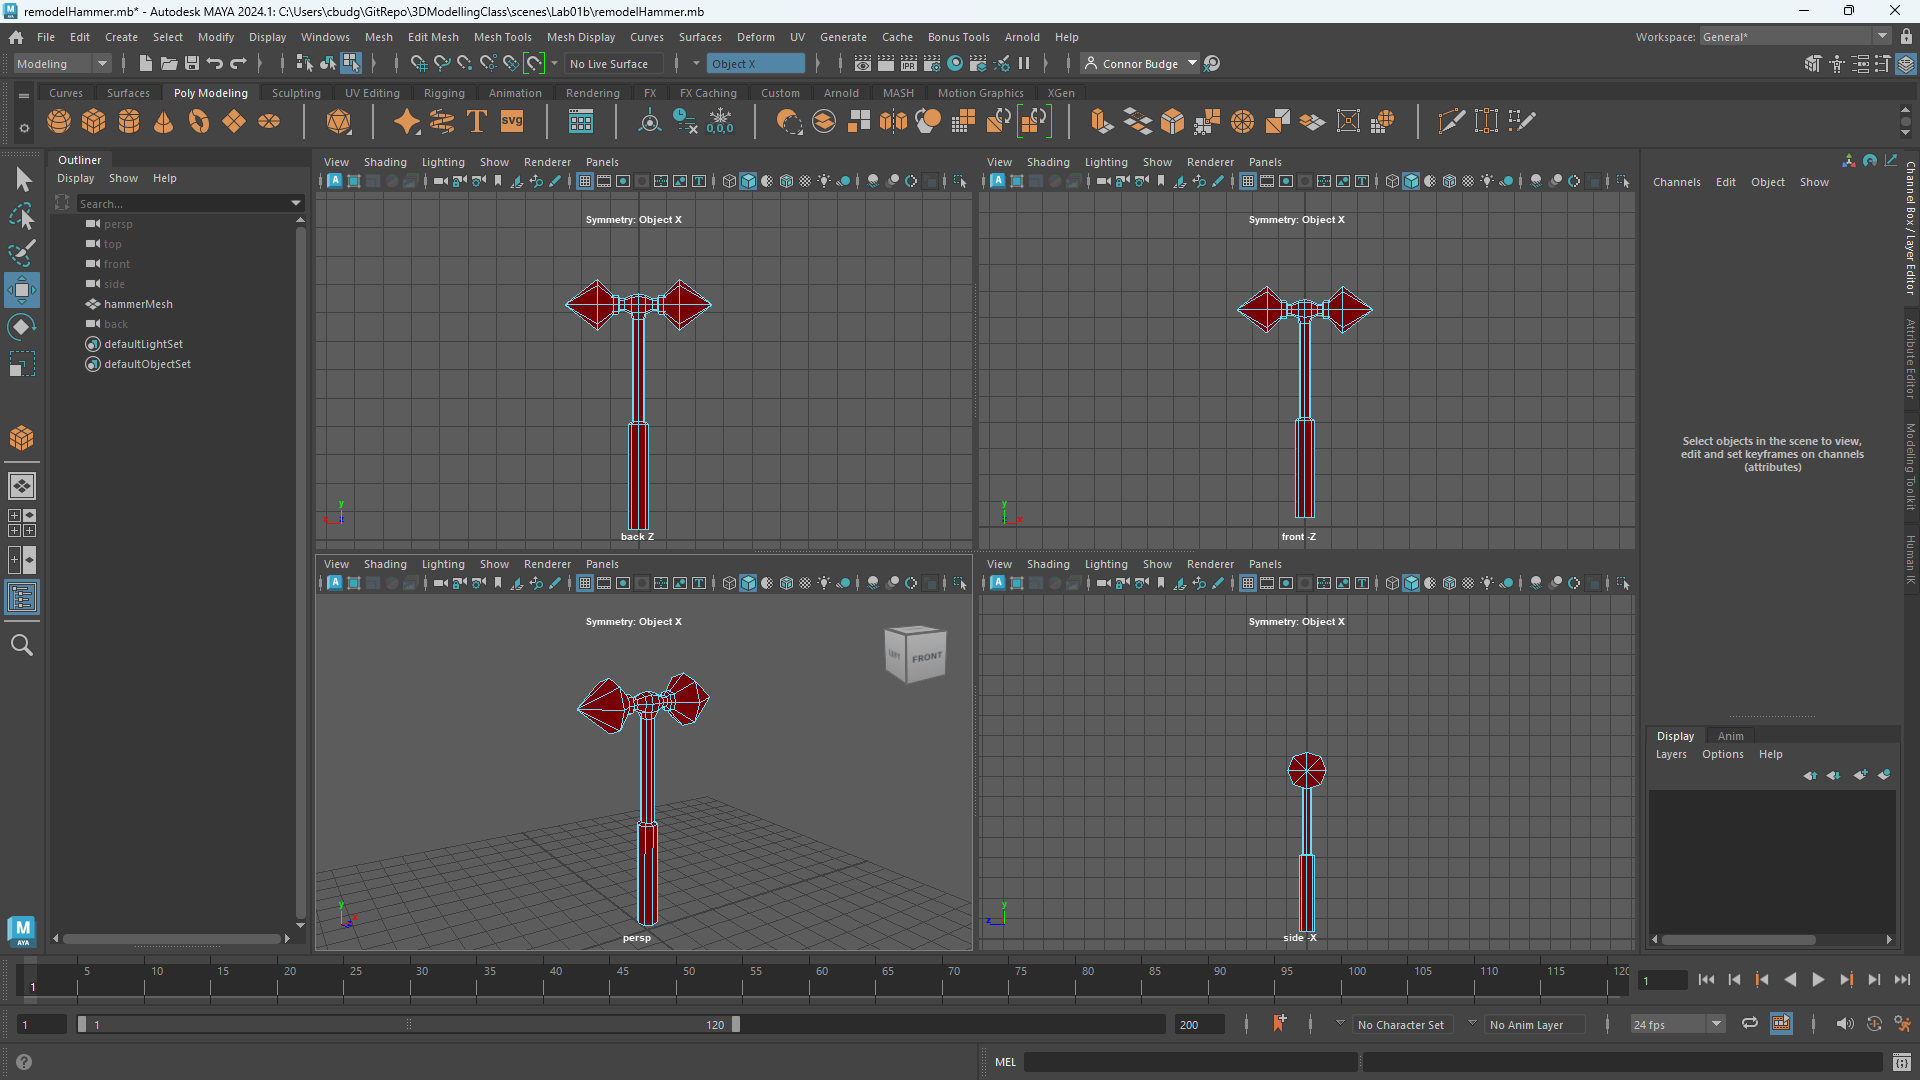 remodelHammer.mb* - Autodesk MAYA 2024.1: C:\Users\cbudg\GitRepo\3DModellingClass\scenes\Lab01b\remodelHammer.mb
File Edit Create Select Modify Display Windows Mesh Edit Mesh Mesh Tools Mesh Display Curves Surfaces Deform UV Generate Cache Bonus Tools Arnold Help
Workspace: General*
Modeling
No Live Surface
Object X
IPR
Connor Budge
Curves Surfaces Poly Modeling Sculpting UV Editing Rigging Animation Rendering FX FX Caching Custom Arnold MASH Motion Graphics XGen
T SVG 0,0,0
Outliner
Display Show Help
Search...
persp
top
front
side
hammerMesh
back
defaultLightSet
defaultObjectSet
View Shading Lighting Show Renderer Panels
Symmetry: Object X
y
back Z
View Shading Lighting Show Renderer Panels
Symmetry: Object X
y
front -Z
View Shading Lighting Show Renderer Panels
Symmetry: Object X
LEFT FRONT
y
persp
View Shading Lighting Show Renderer Panels
Symmetry: Object X
y
z
side -X
Channels Edit Object Show
Select objects in the scene to view,
edit and set keyframes on channels
(attributes)
Channel Box / Layer Editor
Attribute Editor
Modeling Toolkit
Human IK
Display Anim
Layers Options Help
M
AYA
5 10 15 20 25 30 35 40 45 50 55 60 65 70 75 80 85 90 95 100 105 110 115 120
1
1
1
1
120
200
No Character Set
No Anim Layer
24 fps
MEL